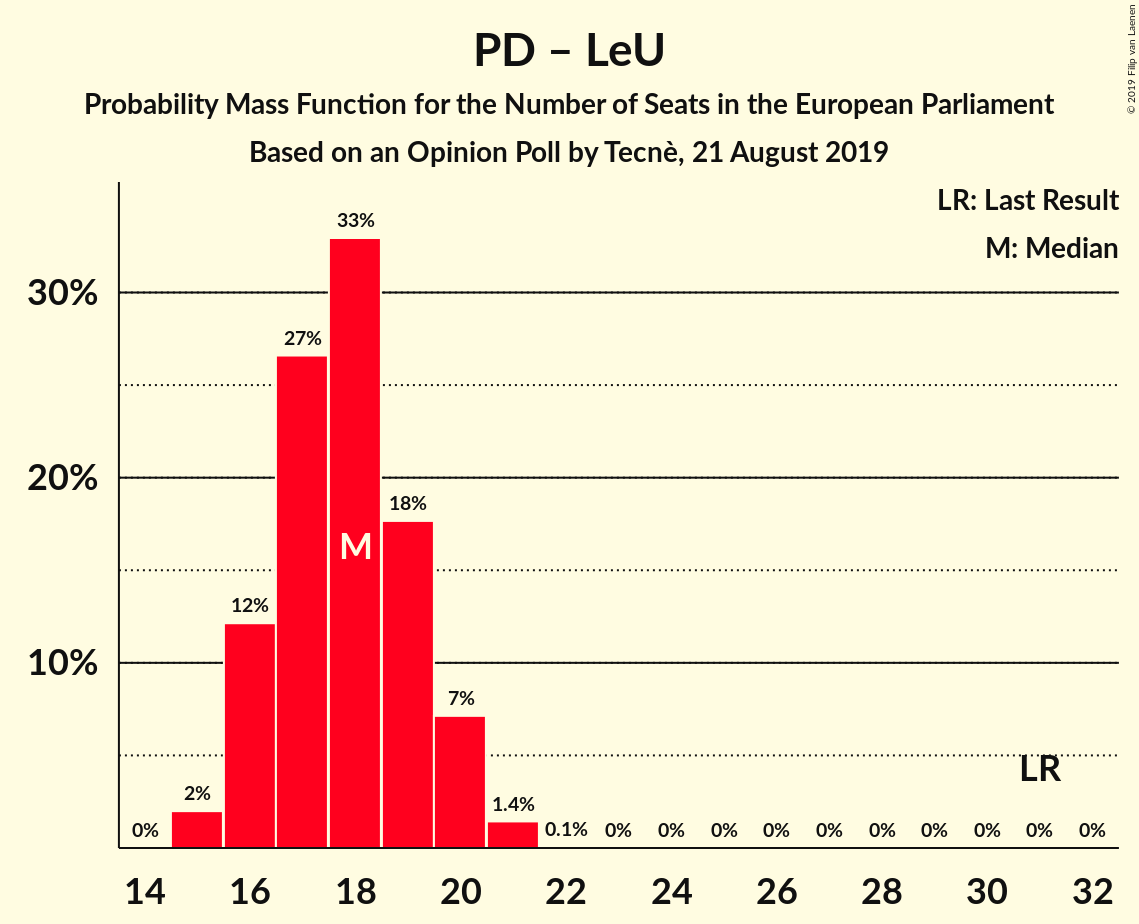 PD – LeU
Probability Mass Function for the Number of Seats in the European Parliament
Based on an Opinion Poll by Tecnè, 21 August 2019
© 2019 Filip van Laenen
LR: Last Result
M: Median
30%
20%
10%
0%
2%
12%
27%
33%
18%
7%
1.4%
0.1%
0%
0%
0%
0%
0%
0%
0%
0%
0%
0%
M
LR
14 16 18 20 22 24 26 28 30 32